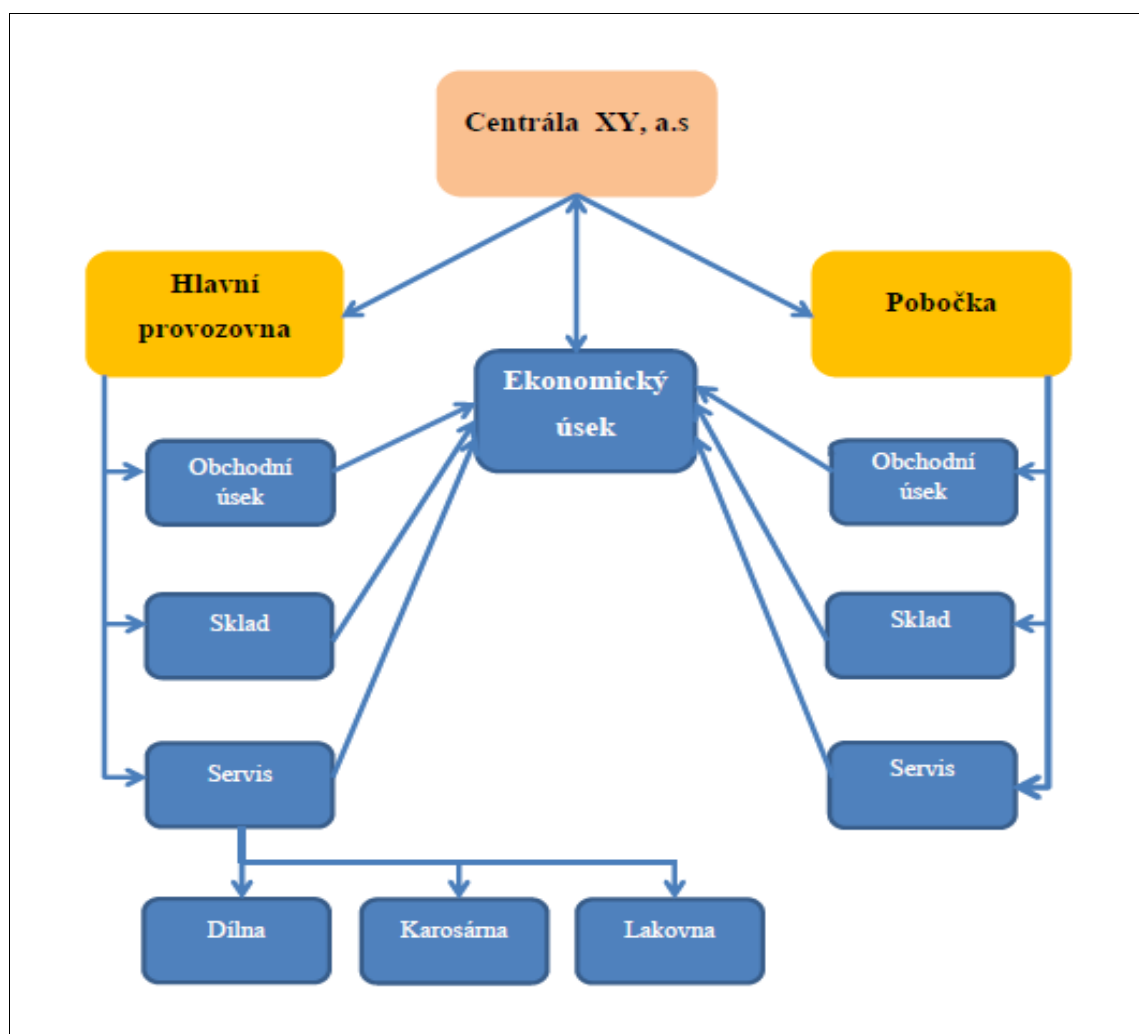 Centrála XY, a.s
Hlavní
provozovna
Pobočka
Ekonomický
úsek
Obchodní
úsek
Obchodní
úsek
Sklad
Sklad
Servis
Servis
Dílna
Karosárna
Lakovna